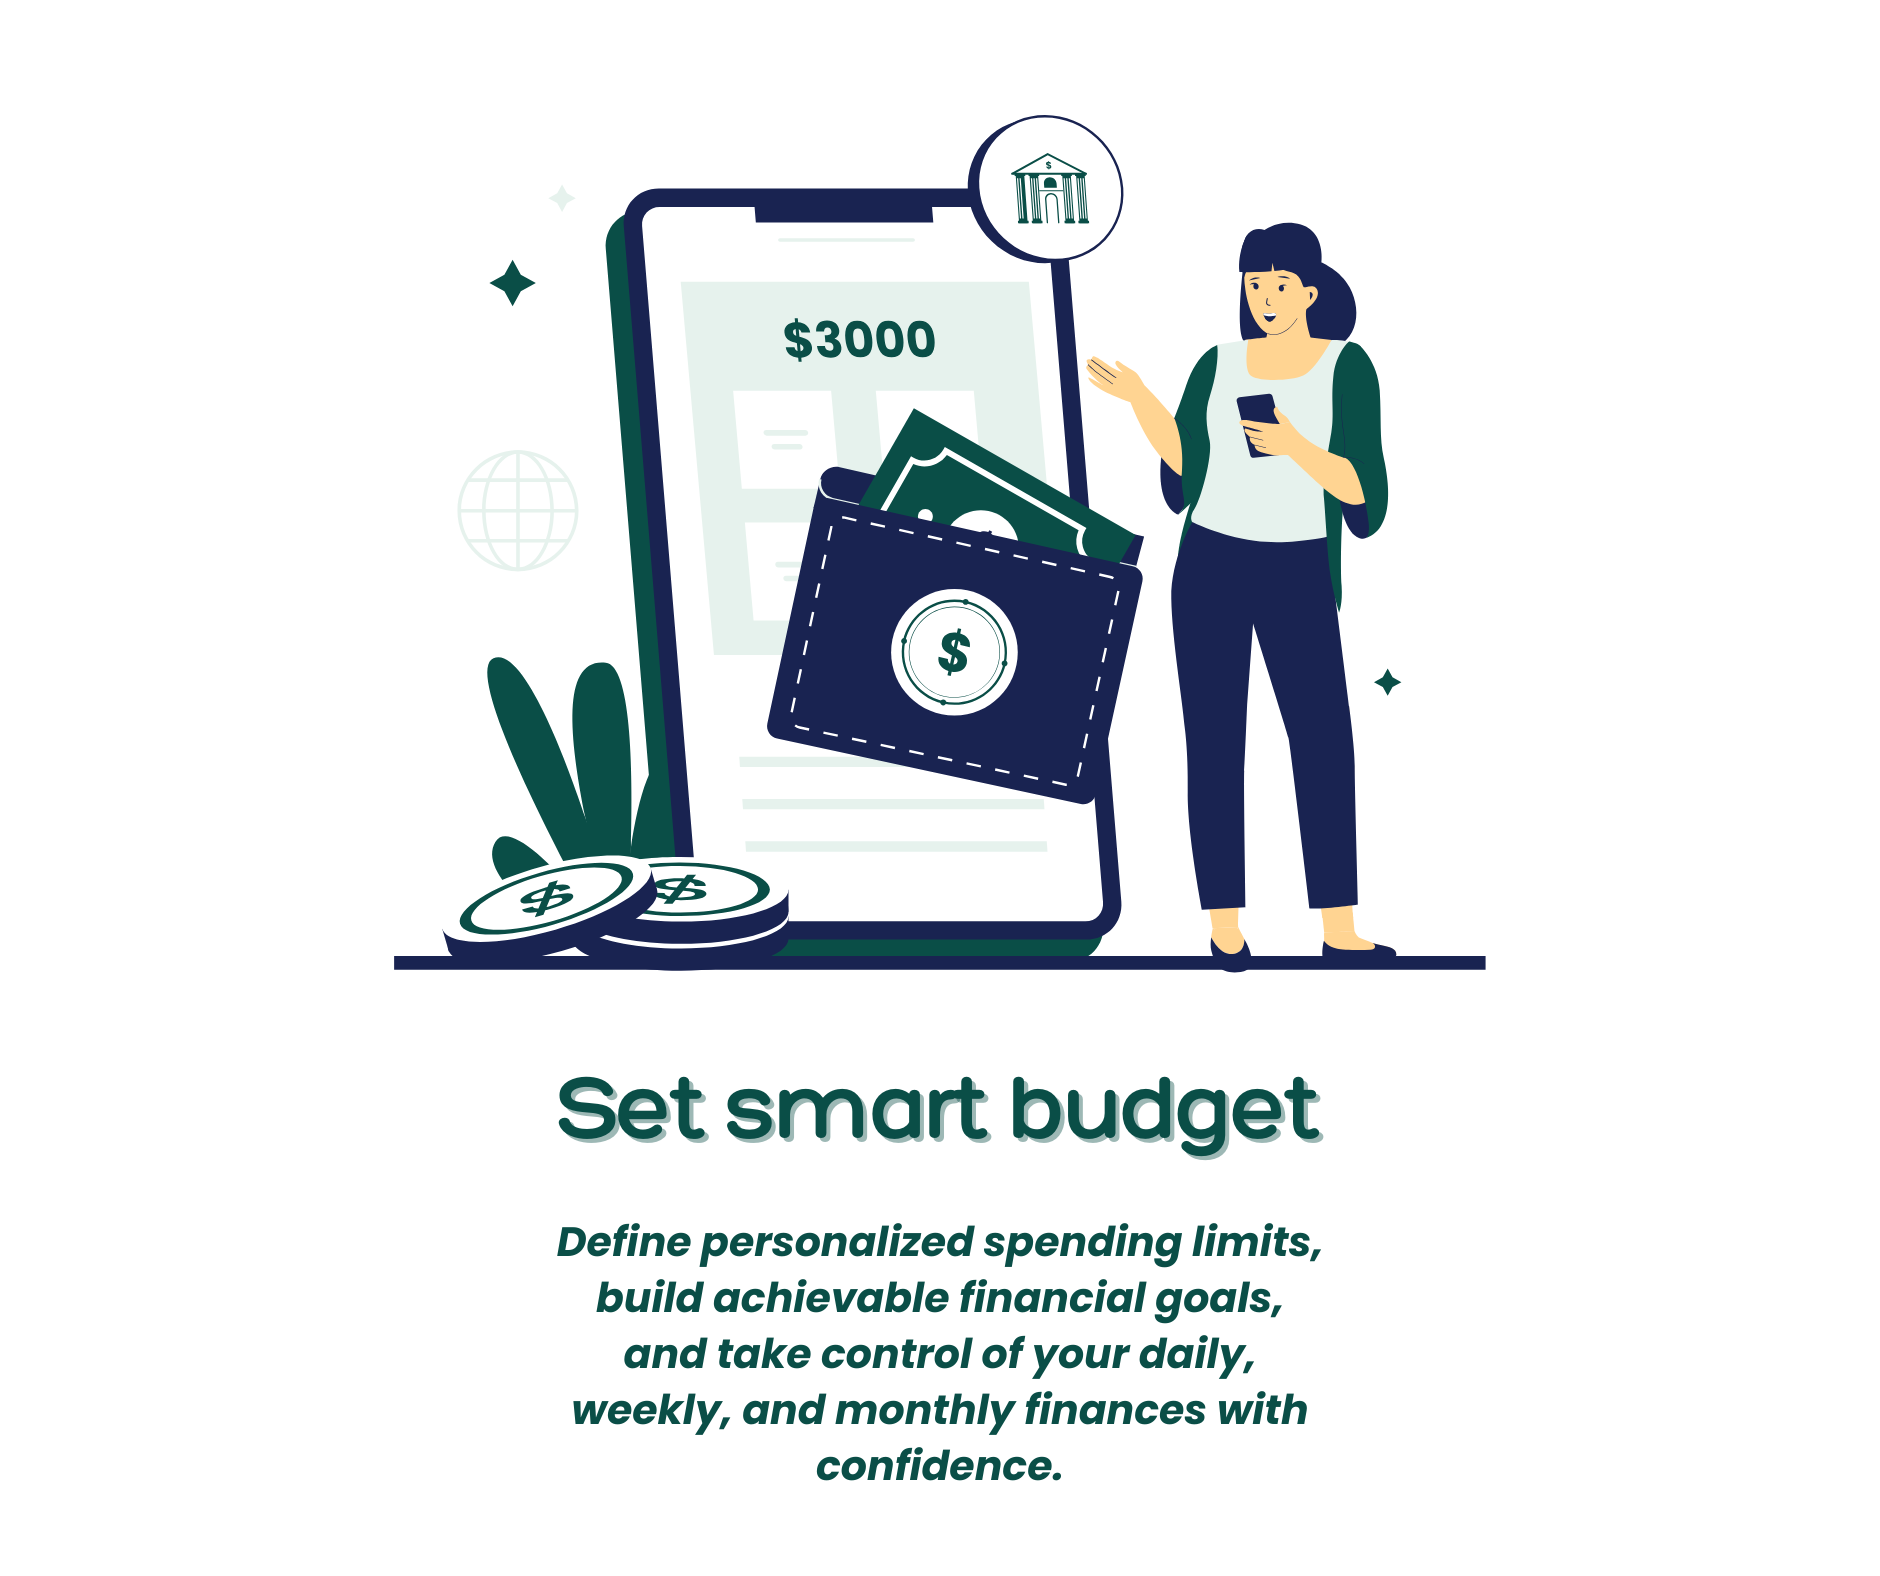 $
$3000
$
$
$
Set smart budget
Define personalized spending limits,
build achievable financial goals,
and take control of your daily,
weekly, and monthly finances with
confidence.